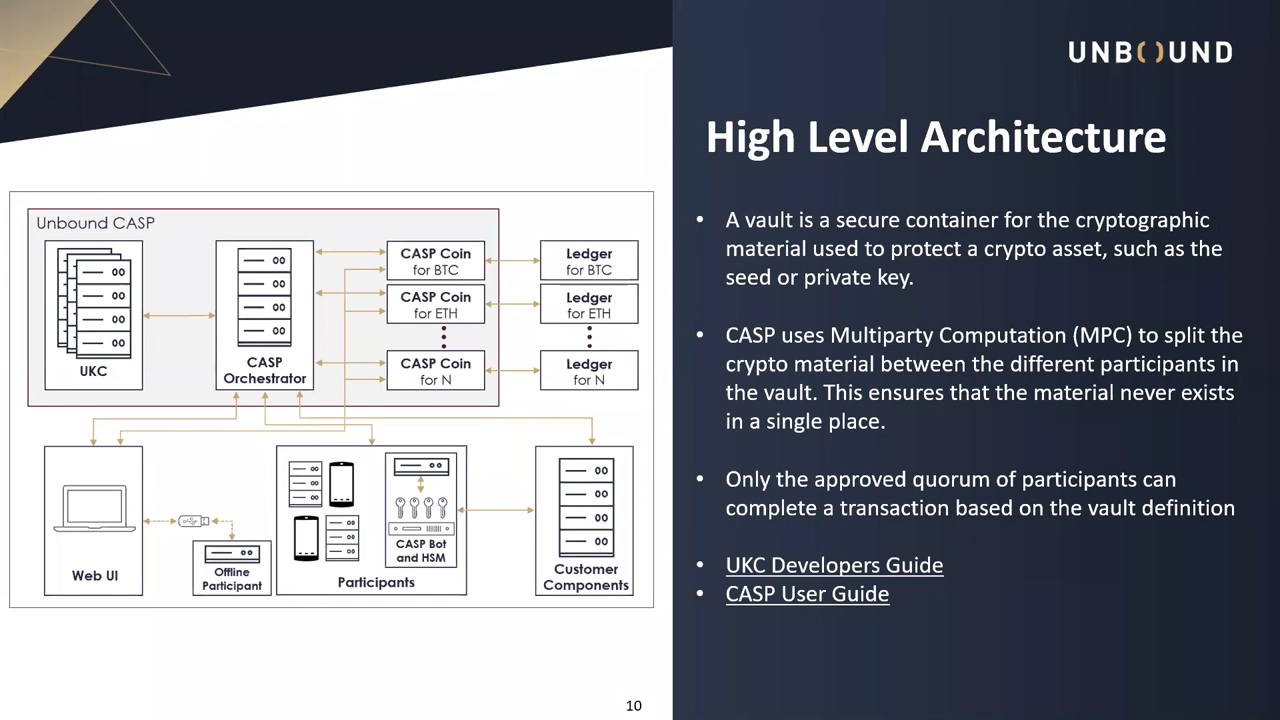 UNBOUND
High Level Architecture
• A vault is a secure container for the cryptographic
material used to protect a crypto asset, such as the
seed or private key.
• CASP uses Multiparty Computation (MPC) to split the
crypto material between the different participants in
the vault. This ensures that the material never exists
in a single place.
• Only the approved quorum of participants can
complete a transaction based on the vault definition
• UKC Developers Guide
• CASP User Guide
Unbound CASP
UKC
CASP
Orchestrator
CASP Coin
for BTC
Ledger
for BTC
CASP Coin
for ETH
Ledger
for ETH
CASP Coin
for N
Ledger
for N
Web UI
Offline
Participant
CASP Bot
and HSM
Participants
Customer
Components
10